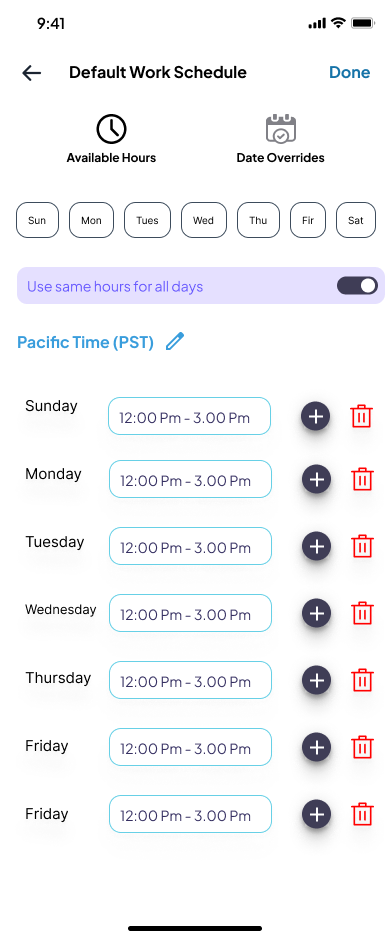 9:41
Default Work Schedule Done
Available Hours Date Overrides
Sun Mon Tues Wed Thu Fir Sat
Use same hours for all days
Pacific Time (PST)
Sunday 12:00 Pm - 3.00 Pm
Monday 12:00 Pm - 3.00 Pm
Tuesday 12:00 Pm - 3.00 Pm
Wednesday 12:00 Pm - 3.00 Pm
Thursday 12:00 Pm - 3.00 Pm
Friday 12:00 Pm - 3.00 Pm
Friday 12:00 Pm - 3.00 Pm